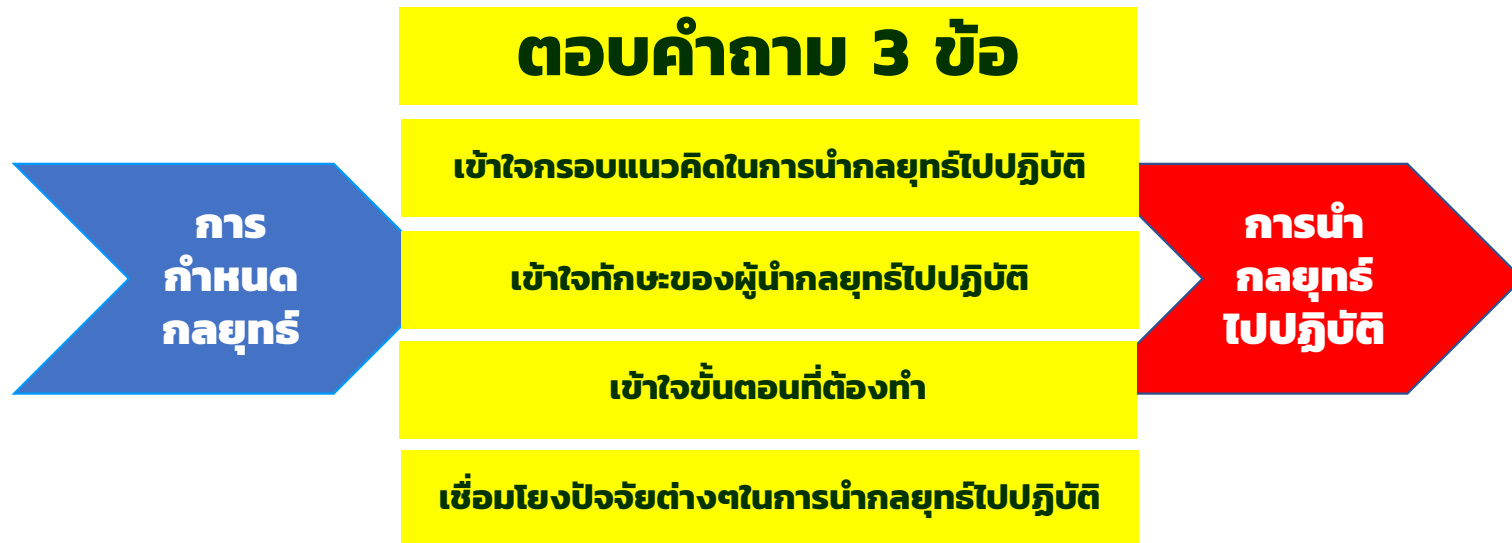 ตอบคำถาม 3 ข้อ
เข้าใจกรอบแนวคิดในการนำกลยุทธ์ไปปฏิบัติ
การ
กำหนด
กลยุทธ์
เข้าใจทักษะของผู้นำกลยุทธ์ไปปฏิบัติ
เข้าใจขั้นตอนที่ต้องทำ
เชื่อมโยงปัจจัยต่างๆในการนำกลยุทธ์ไปปฏิบัติ
การนำ
กลยุทธ์
ไปปฏิบัติ